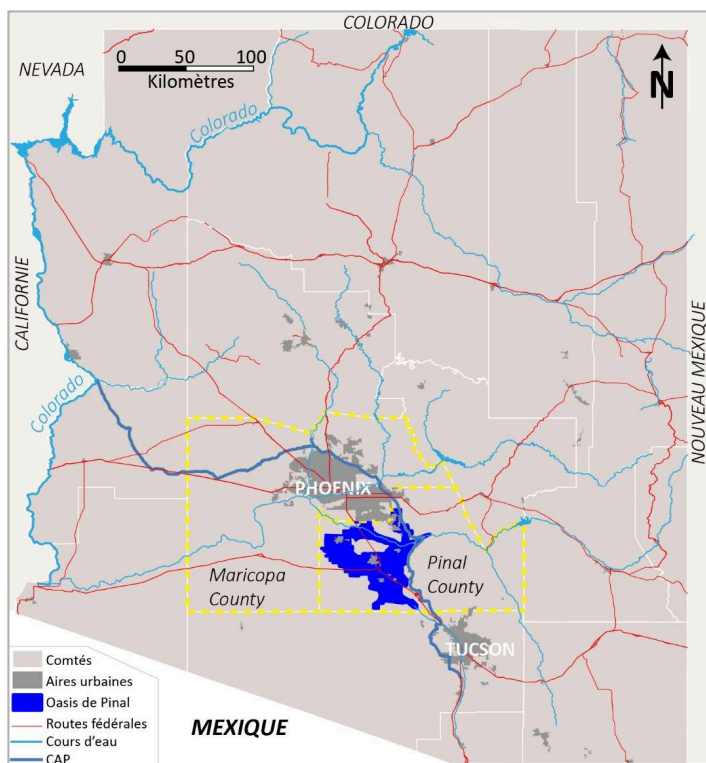 COLORADO
0 50 100
Kilomètres
N
NEVADA
Colorado
CALIFORNIE
NOUVEAU MEXIQUE
Colorado
PHOENIX
Maricopa
County
Pinal
County
TUCSON
MEXIQUE
Comtés
Aires urbaines
Oasis de Pinal
Routes fédérales
Cours d'eau
CAP